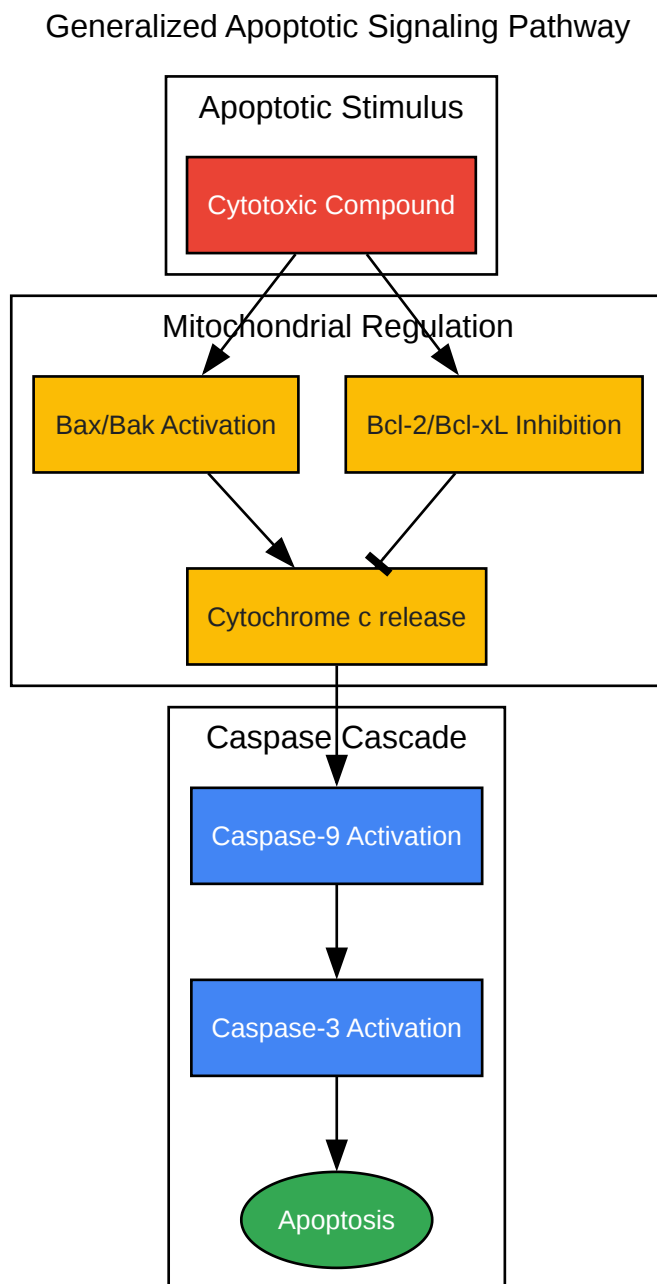 Generalized Apoptotic Signaling Pathway
Apoptotic Stimulus
Cytotoxic Compound
Mitochondrial Regulation
Bax/Bak Activation
Bcl-2/Bcl-xL Inhibition
Cytochrome c release
Caspase Cascade
Caspase-9 Activation
Caspase-3 Activation
Apoptosis